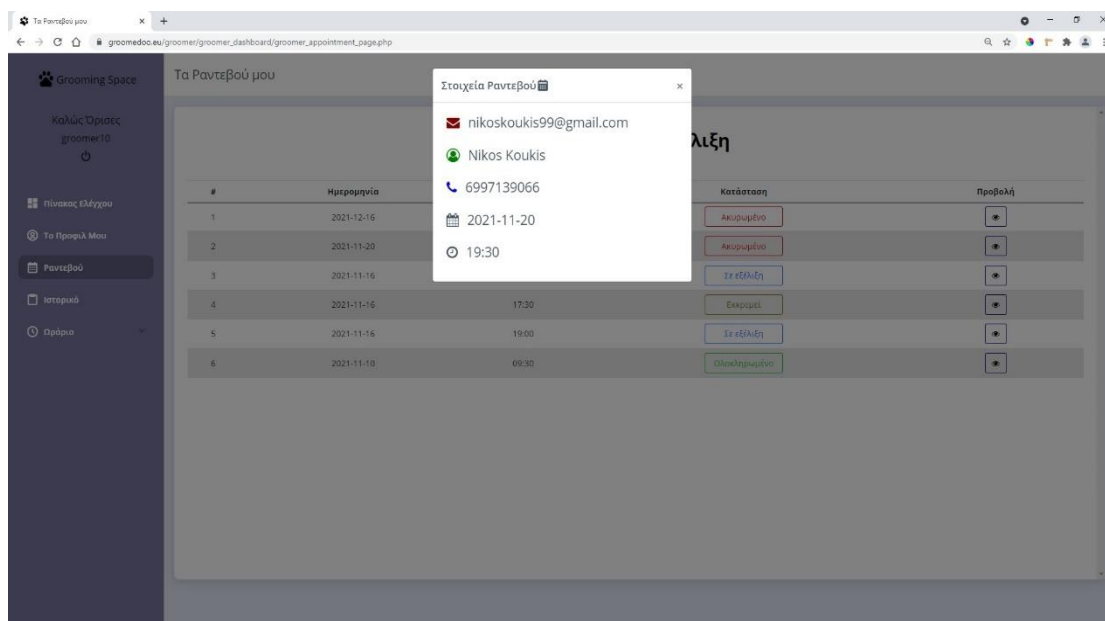 Τα Ραντεβού μου
groomedoo.eu/groomer/groomer_dashboard/groomer_appointment_page.php
Grooming Space
Τα Ραντεβού μου
Καλώς Όρισες
groomer10
Πίνακας Ελέγχου
Το Προφιλ Μου
Ραντεβού
Ιστορικό
Ωράριο
Στοιχεία Ραντεβού
×
nikoskoukis99@gmail.com
Nikos Koukis
6997139066
2021-11-20
19:30
λιξη
# Ημερομηνία Κατάσταση Προβολή
1 2021-12-16 Ακυρωμένο
2 2021-11-20 Ακυρωμένο
3 2021-11-16 Σε εξέλιξη
4 2021-11-16 17:30 Εκκρεμεί
5 2021-11-16 19:00 Σε εξέλιξη
6 2021-11-10 09:30 Ολοκληρωμένο